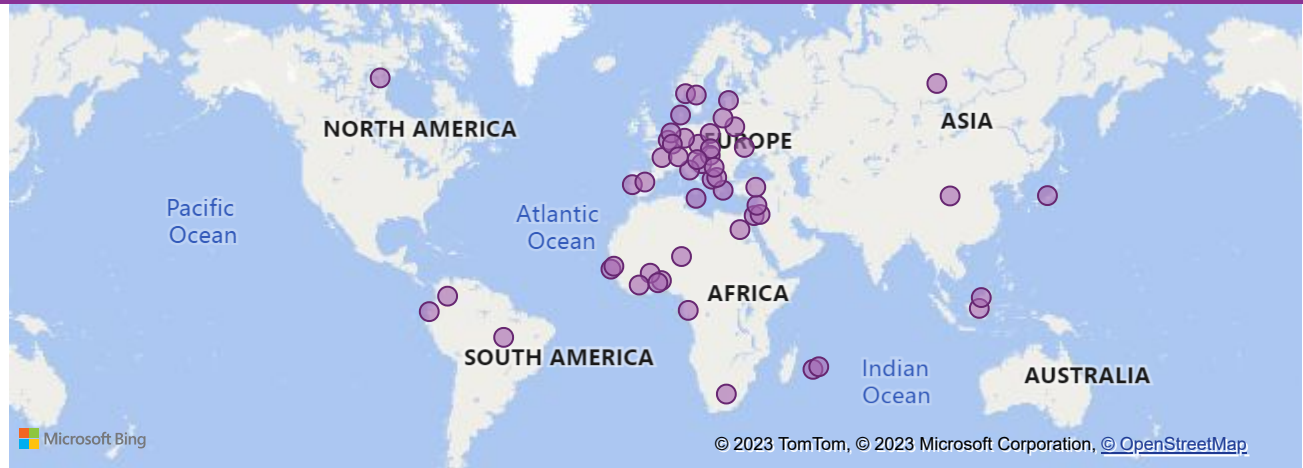 NORTH AMERICA
EUROPE
ASIA
Pacific
Ocean
Atlantic
Ocean
AFRICA
SOUTH AMERICA
Indian
Ocean
AUSTRALIA
Microsoft Bing
© 2023 TomTom, © 2023 Microsoft Corporation, © OpenStreetMap